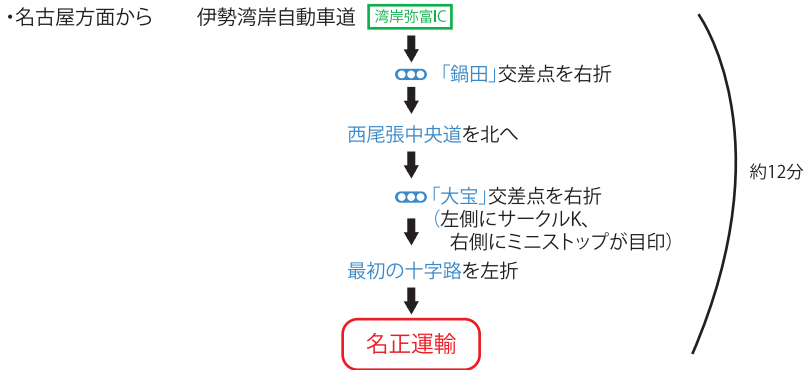 ・名古屋方面から 伊勢湾岸自動車道 湾岸弥富IC
「鍋田」交差点を右折
西尾張中央道を北へ
約12分
「大宝」交差点を右折
（左側にサークルK、
右側にミニストップが目印）
最初の十字路を左折
名正運輸